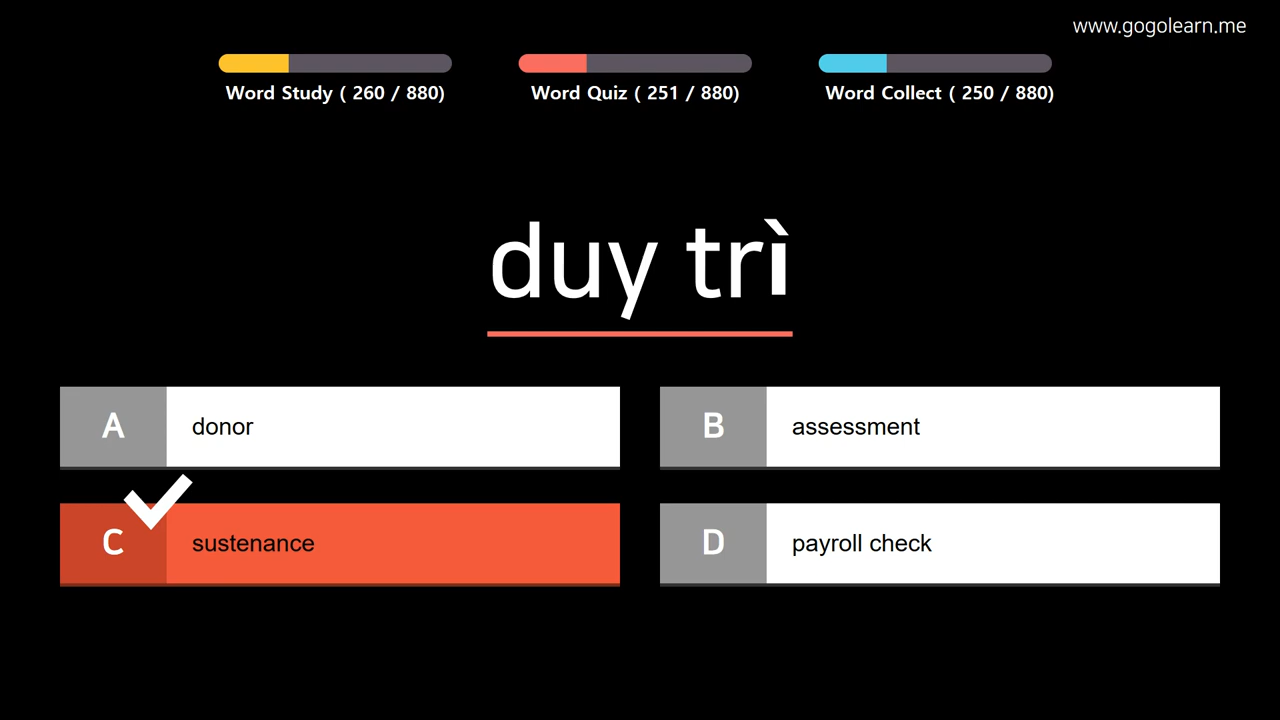 www.gogolearn.me
Word Study ( 260 / 880)
Word Quiz ( 251 / 880)
Word Collect ( 250 / 880)
duy trì
A donor
B assessment
C sustenance
D payroll check